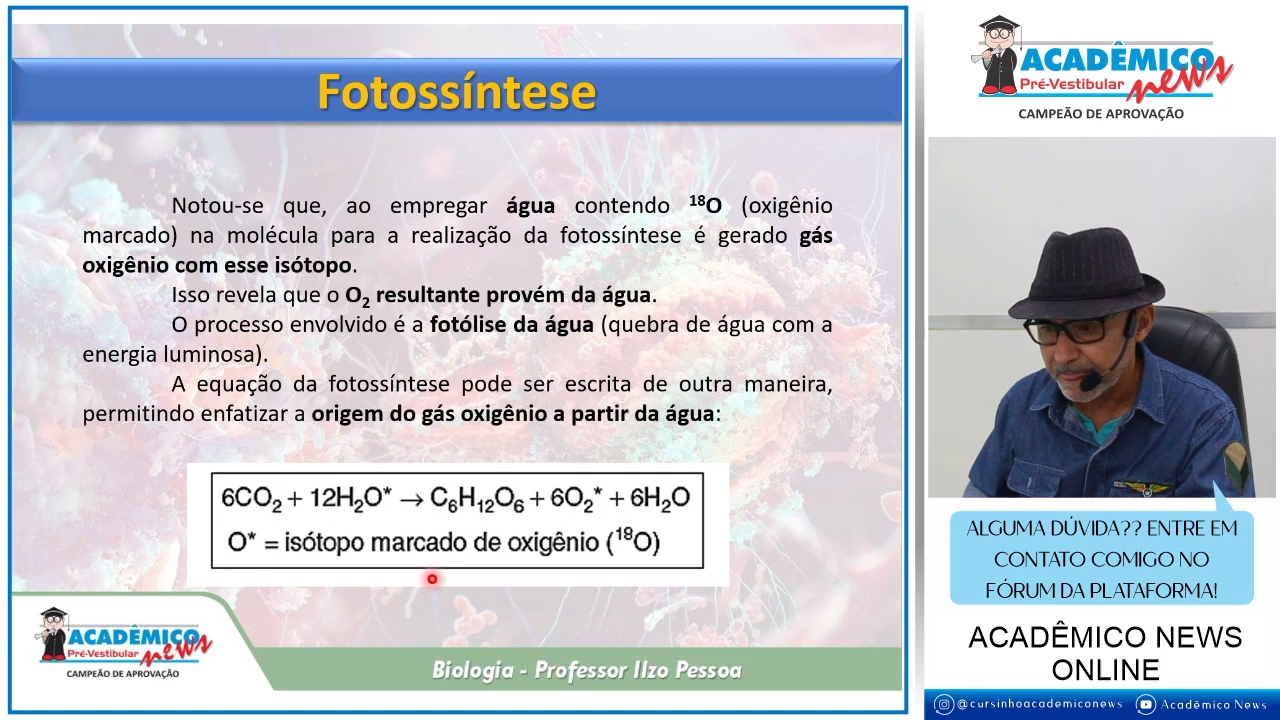 Fotossíntese
Notou-se que, ao empregar água contendo ¹⁸O (oxigênio
marcado) na molécula para a realização da fotossíntese é gerado gás
oxigênio com esse isótopo.
Isso revela que o O₂ resultante provém da água.
O processo envolvido é a fotólise da água (quebra de água com a
energia luminosa).
A equação da fotossíntese pode ser escrita de outra maneira,
permitindo enfatizar a origem do gás oxigênio a partir da água:
6CO₂ + 12H₂O* → C₆H₁₂O₆ + 6O₂* + 6H₂O
O* = isótopo marcado de oxigênio (¹⁸O)
ACADÊMICO
Pré-Vestibular news
CAMPEÃO DE APROVAÇÃO
Biologia - Professor Ilzo Pessoa
ACADÊMICO
Pré-Vestibular news
CAMPEÃO DE APROVAÇÃO
ALGUMA DÚVIDA?? ENTRE EM
CONTATO COMIGO NO
FÓRUM DA PLATAFORMA!
ACADÊMICO NEWS
ONLINE
@cursinhoacademiconews Acadêmico News